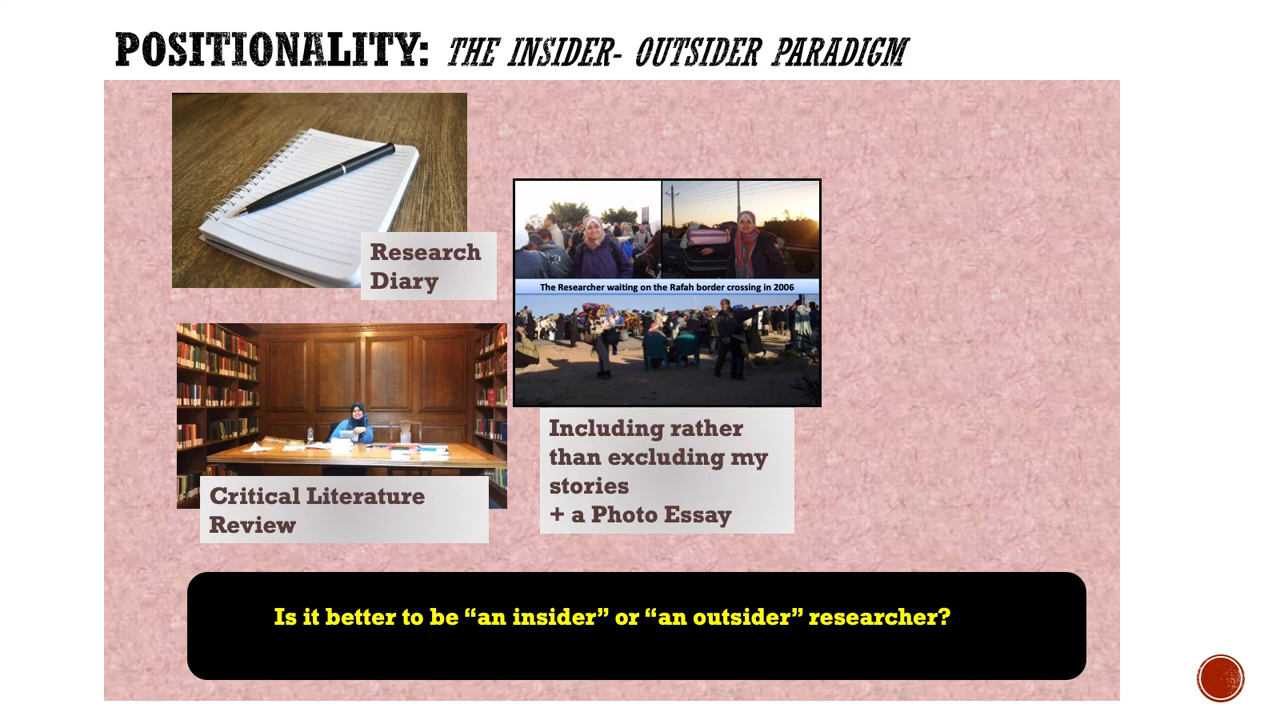 POSITIONALITY: THE INSIDER- OUTSIDER PARADIGM
Research
Diary
The Researcher waiting on the Rafah border crossing in 2006
Critical Literature
Review
Including rather
than excluding my
stories
+ a Photo Essay
Is it better to be “an insider” or “an outsider” researcher?